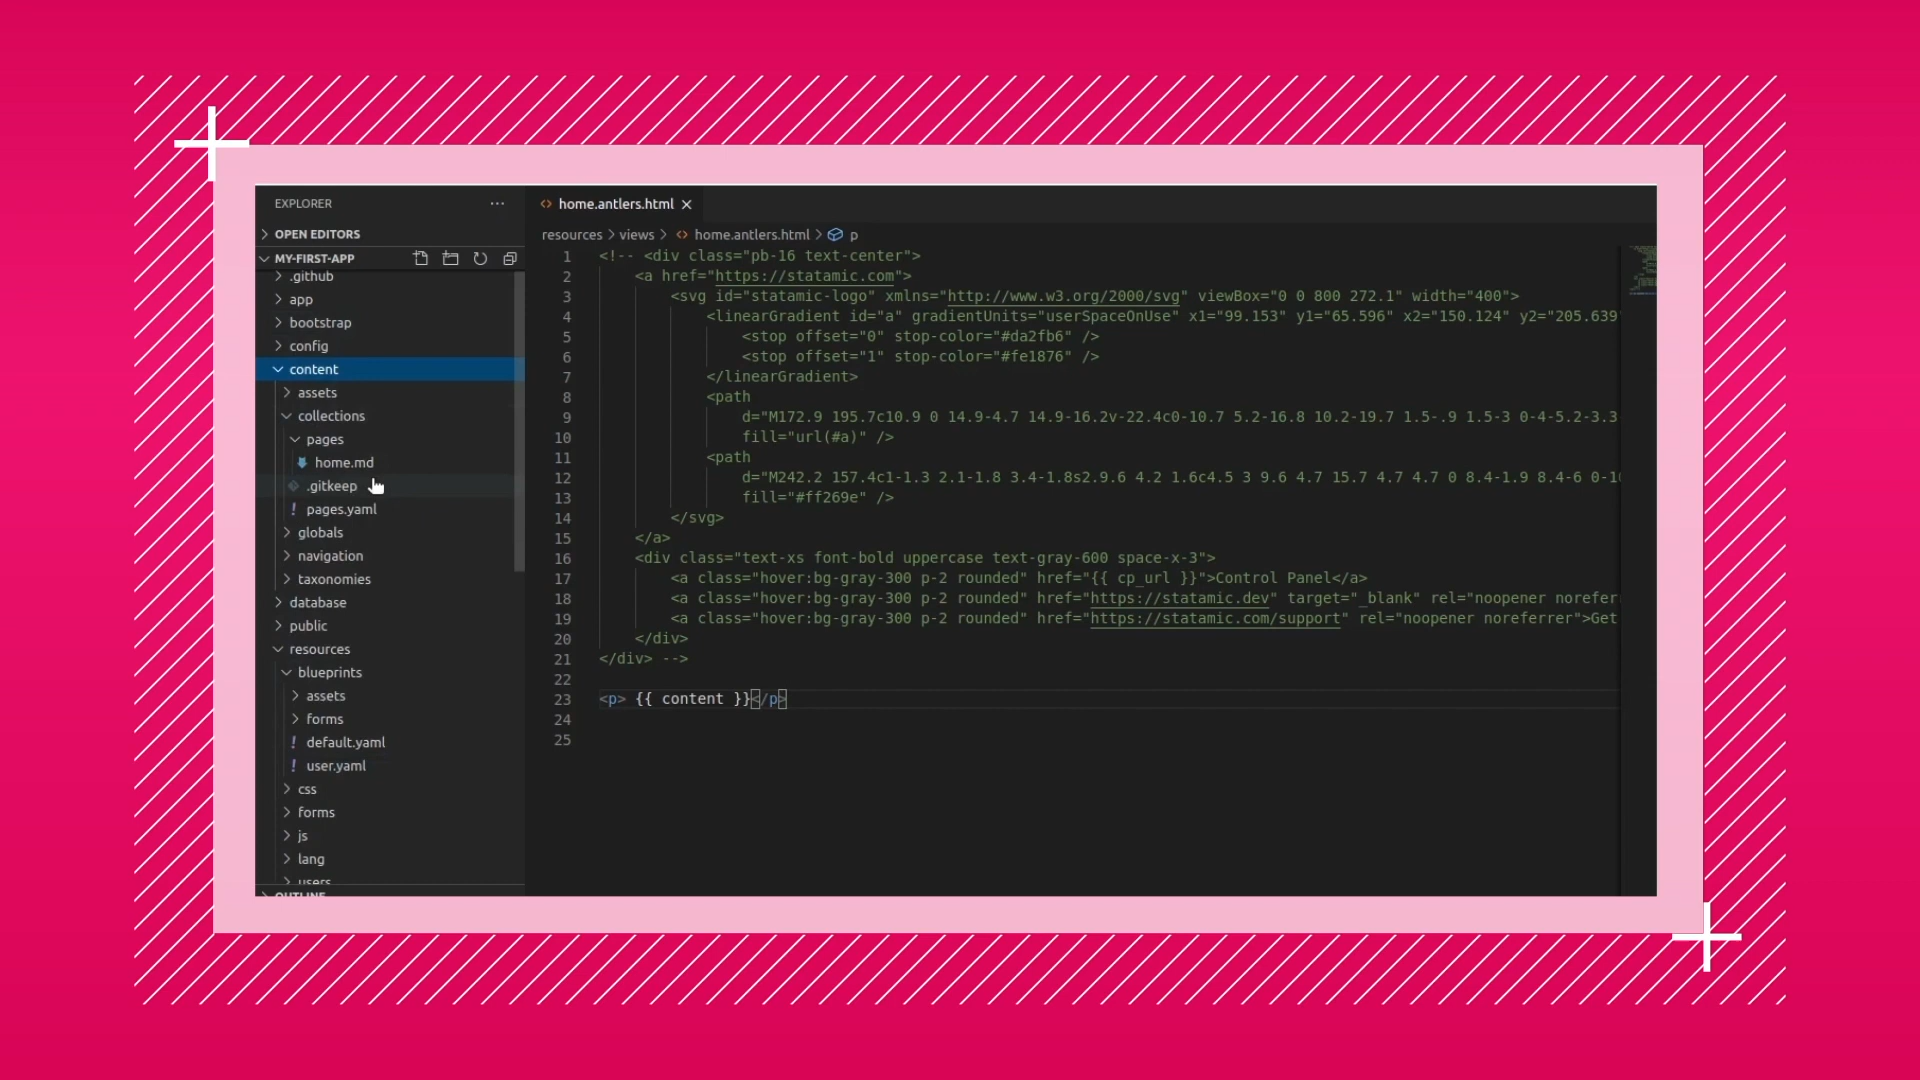 EXPLORER
OPEN EDITORS
MY-FIRST-APP
.github
app
bootstrap
config
content
assets
collections
pages
home.md
.gitkeep
pages.yaml
globals
navigation
taxonomies
database
public
resources
blueprints
assets
forms
default.yaml
user.yaml
css
forms
js
lang
users
OUTLINE
home.antlers.html
resources > views > home.antlers.html > p
1 <!-- <div class="pb-16 text-center">
2 <a href="https://statamic.com">
3 <svg id="statamic-logo" xmlns="http://www.w3.org/2000/svg" viewBox="0 0 800 272.1" width="400">
4 <linearGradient id="a" gradientUnits="userSpaceOnUse" x1="99.153" y1="65.596" x2="150.124" y2="205.639"
5 <stop offset="0" stop-color="#da2fb6" />
6 <stop offset="1" stop-color="#fe1876" />
7 </linearGradient>
8 <path
9 d="M172.9 195.7c10.9 0 14.9-4.7 14.9-16.2v-22.4c0-10.7 5.2-16.8 10.2-19.7 1.5-.9 1.5-3 0-4-5.2-3.3
10 fill="url(#a)" />
11 <path
12 d="M242.2 157.4c1-1.3 2.1-1.8 3.4-1.8s2.9.6 4.2 1.6c4.5 3 9.6 4.7 15.7 4.7 4.7 0 8.4-1.9 8.4-6 0-10
13 fill="#ff269e" />
14 </svg>
15 </a>
16 <div class="text-xs font-bold uppercase text-gray-600 space-x-3">
17 <a class="hover:bg-gray-300 p-2 rounded" href="{{ cp_url }}">Control Panel</a>
18 <a class="hover:bg-gray-300 p-2 rounded" href="https://statamic.dev" target="_blank" rel="noopener norefer
19 <a class="hover:bg-gray-300 p-2 rounded" href="https://statamic.com/support" rel="noopener noreferrer">Get
20 </div>
21 </div> -->
22
23 <p> {{ content }}</p>
24
25